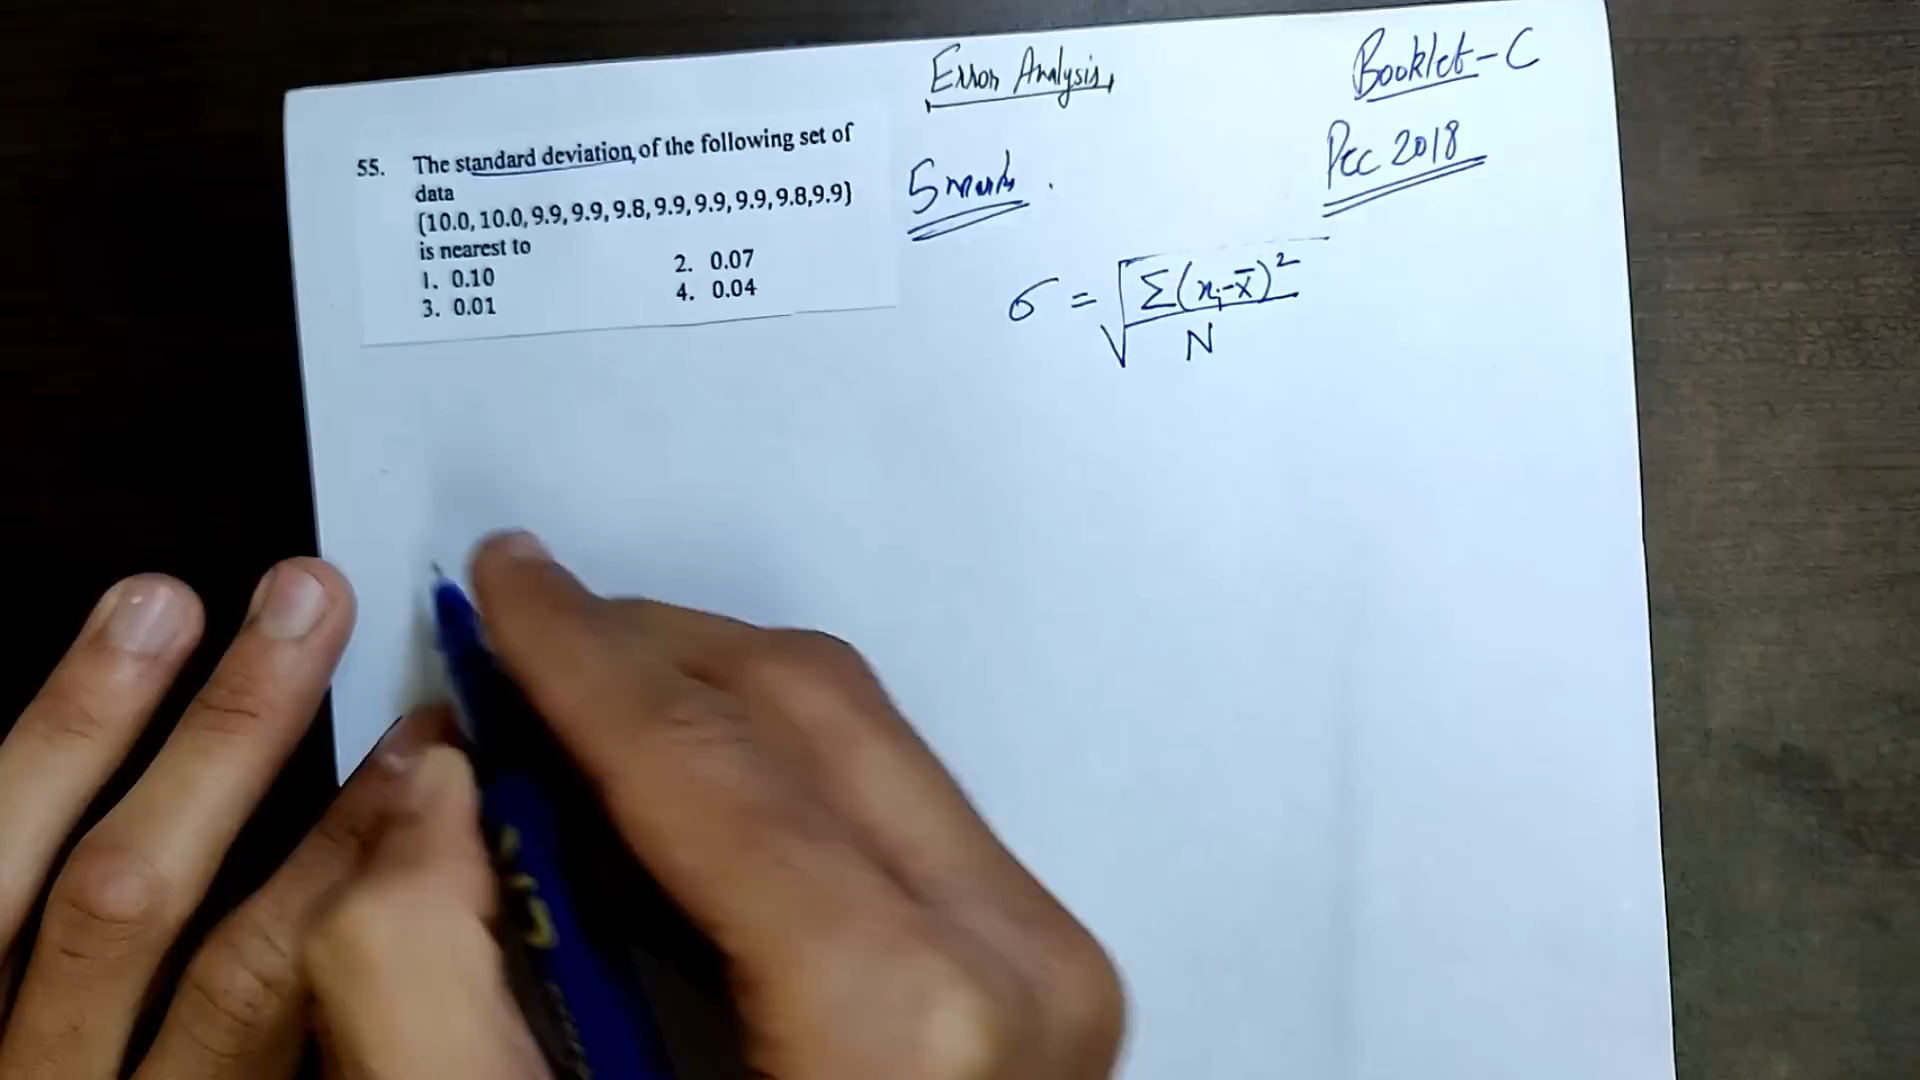 Error Analysis
Booklet-C
Dec 2018
5 marks.
55. The standard deviation of the following set of
data
{10.0, 10.0, 9.9, 9.9, 9.8, 9.9, 9.9, 9.9, 9.8,9.9}
is nearest to
1. 0.10 2. 0.07
3. 0.01 4. 0.04
σ = √(Σ(xi-x̄)²/N)